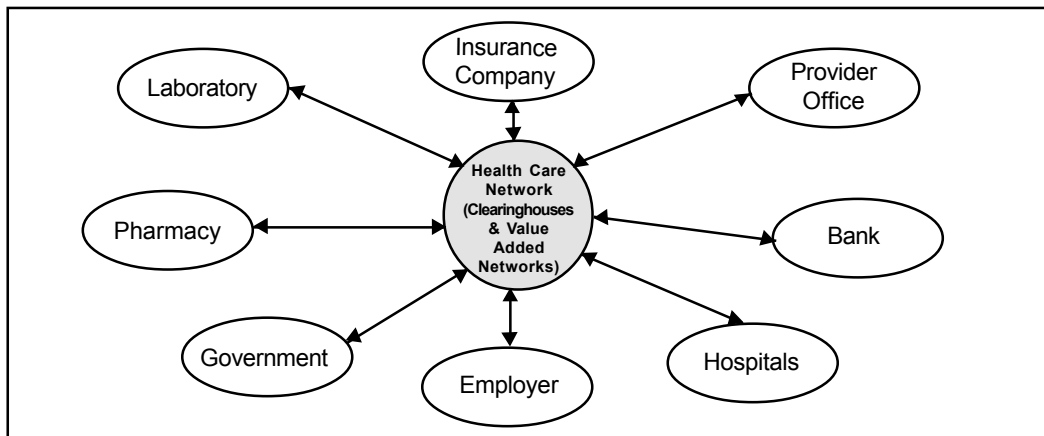 Insurance
Company
Laboratory
Provider
Office
Health Care
Network
(Clearinghouses
& Value
Added
Networks)
Pharmacy
Bank
Government
Employer
Hospitals